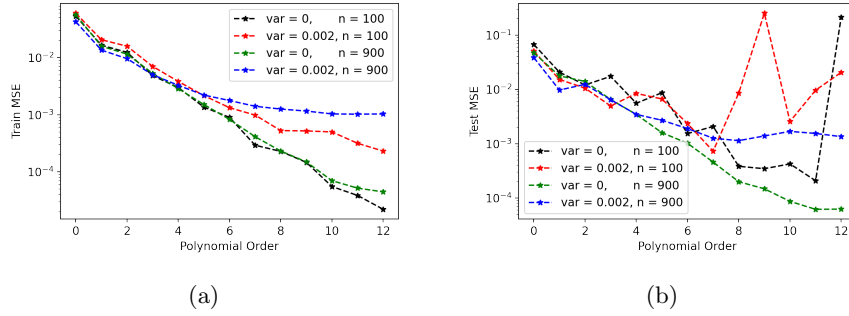 var = 0, n = 100
var = 0.002, n = 100
var = 0, n = 900
var = 0.002, n = 900
10⁻²
10⁻³
10⁻⁴
Train MSE
0 2 4 6 8 10 12
Polynomial Order
(a)
10⁻¹
10⁻²
10⁻³
10⁻⁴
Test MSE
var = 0, n = 100
var = 0.002, n = 100
var = 0, n = 900
var = 0.002, n = 900
0 2 4 6 8 10 12
Polynomial Order
(b)